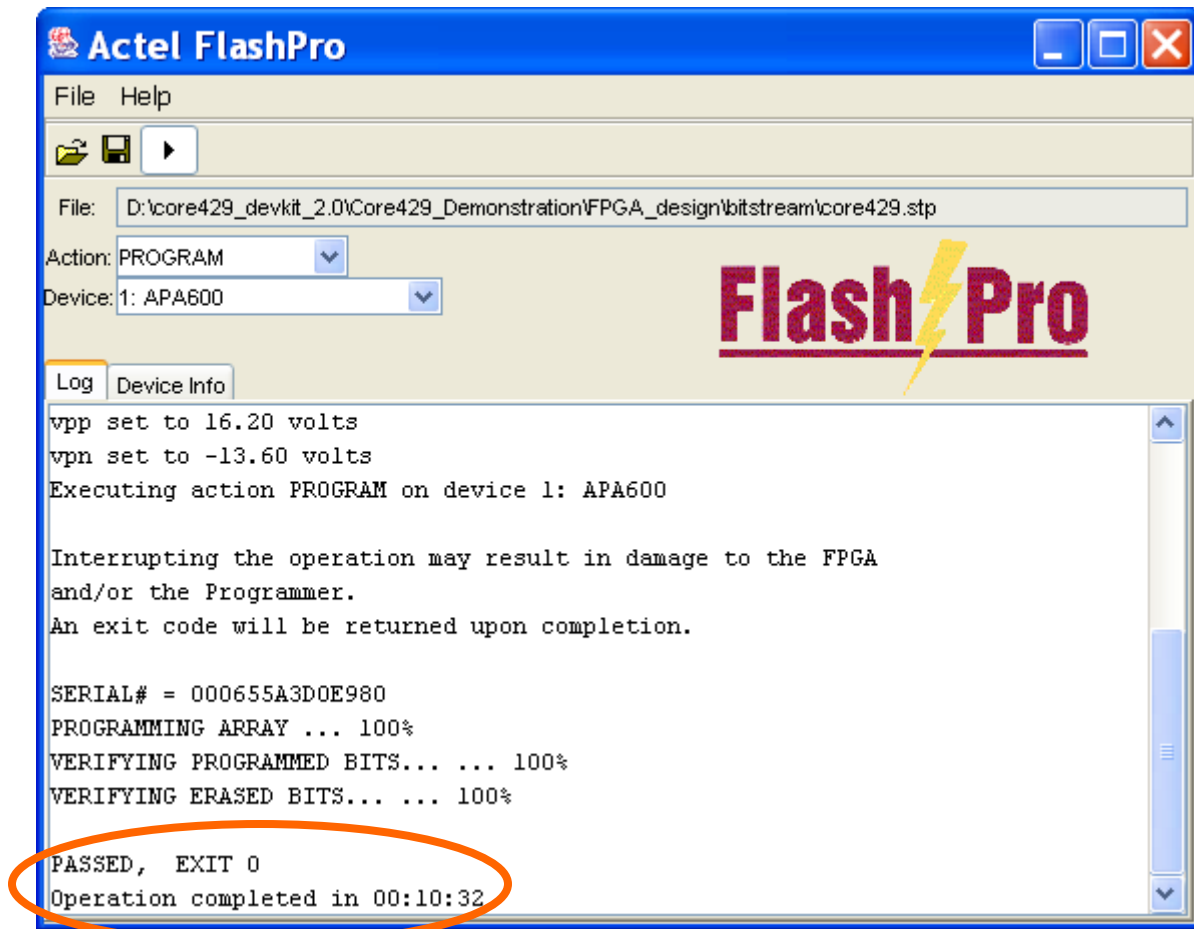 Actel FlashPro
File Help
File: D:\core429_devkit_2.0\Core429_Demonstration\FPGA_design\bitstream\core429.stp
Action: PROGRAM
Device: 1: APA600
Flash Pro
Log Device Info
vpp set to 16.20 volts
vpn set to -13.60 volts
Executing action PROGRAM on device 1: APA600
Interrupting the operation may result in damage to the FPGA
and/or the Programmer.
An exit code will be returned upon completion.
SERIAL# = 000655A3D0E980
PROGRAMMING ARRAY ... 100%
VERIFYING PROGRAMMED BITS... ... 100%
VERIFYING ERASED BITS... ... 100%
PASSED, EXIT 0
Operation completed in 00:10:32